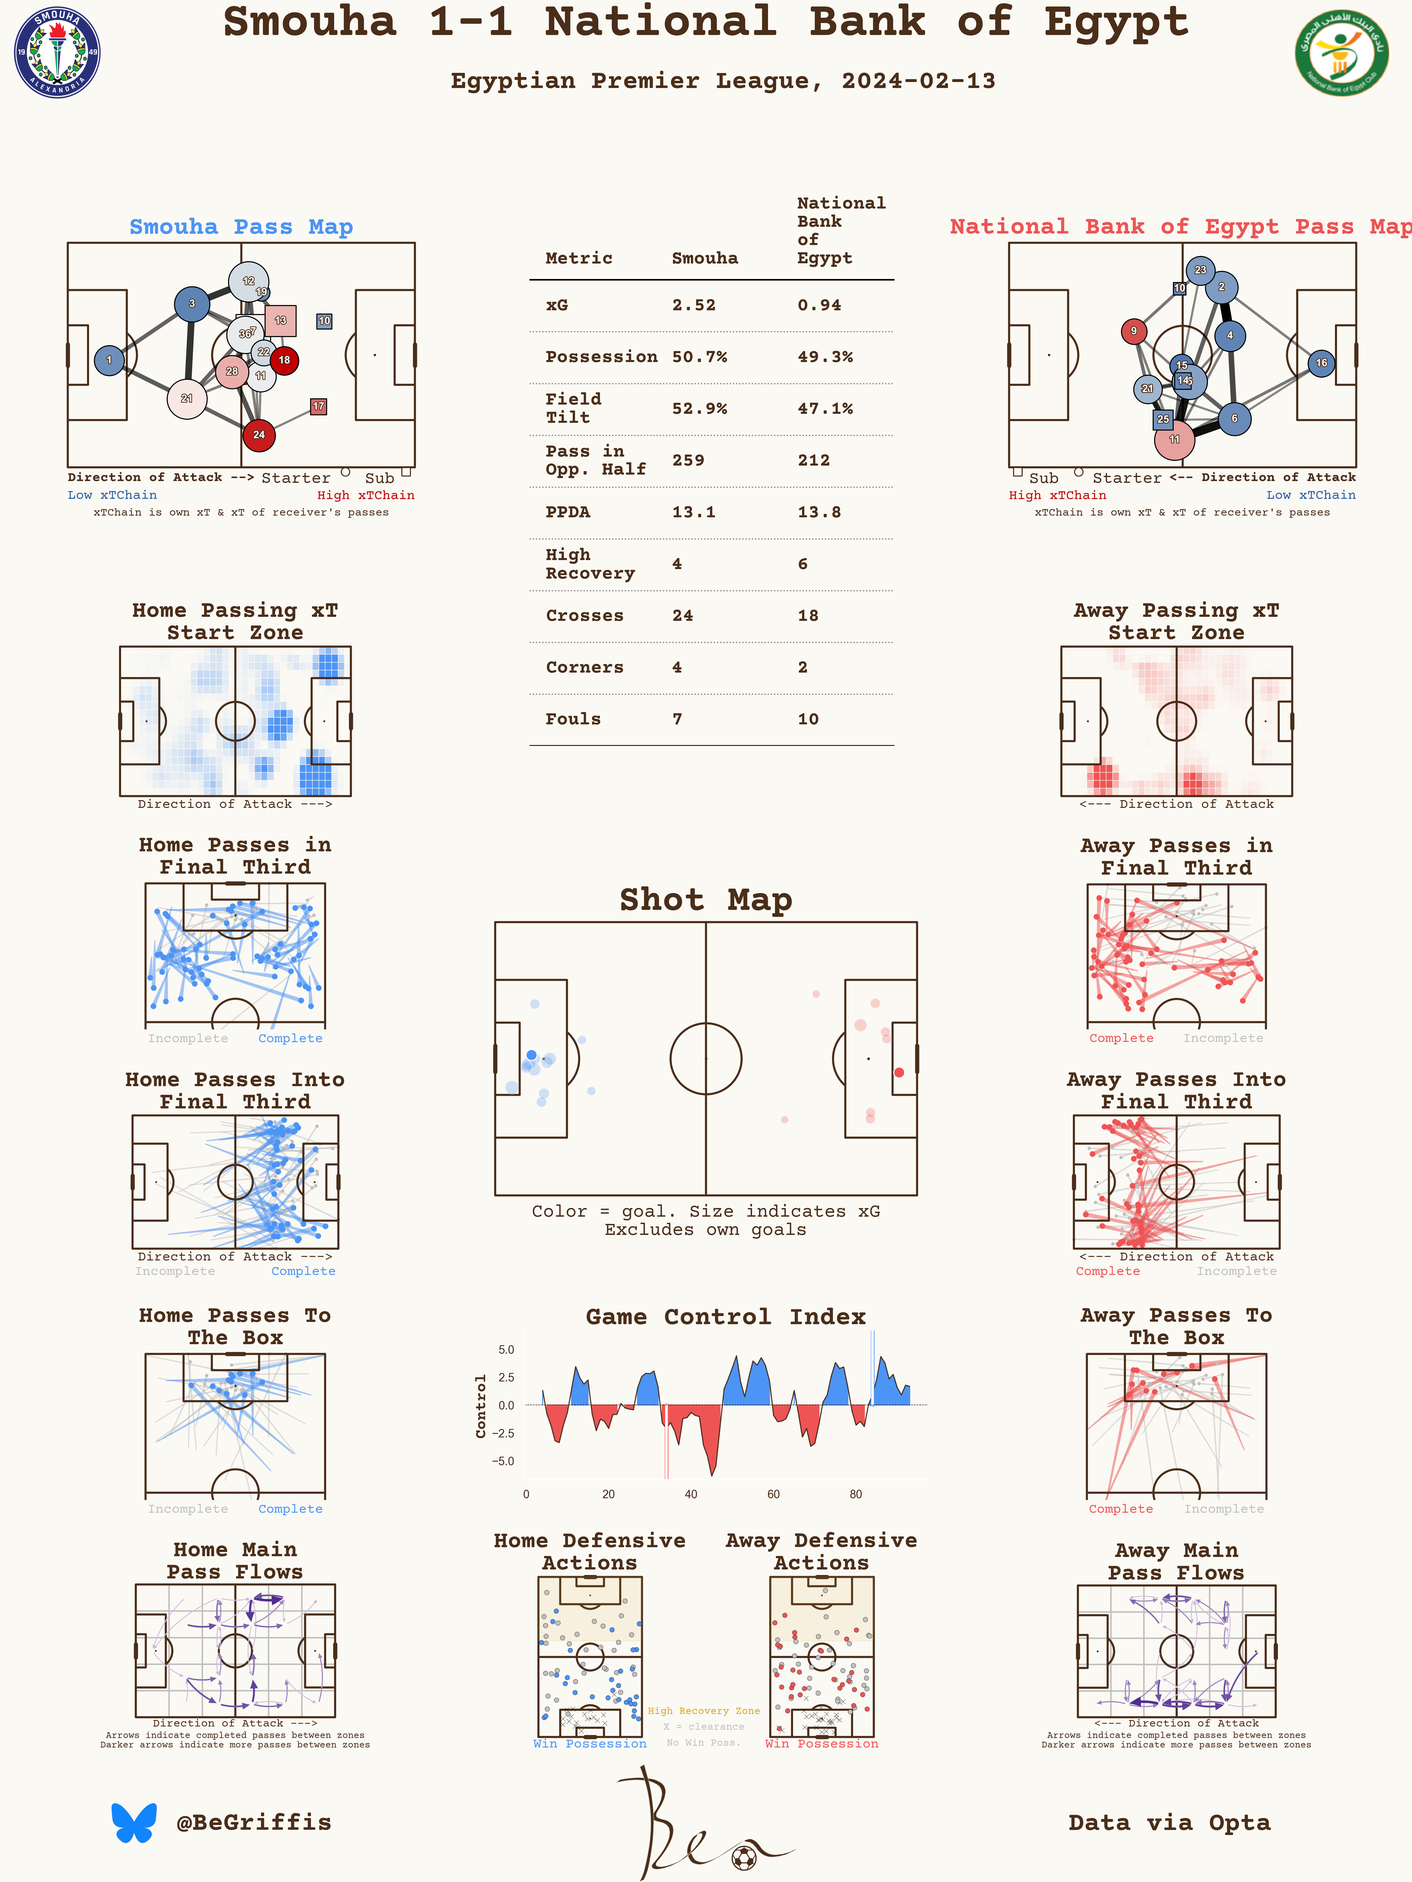 Smouha 1-1 National Bank of Egypt
Egyptian Premier League, 2024-02-13
SMOUHA
19 49
ALEXANDRIA
نادي البنك الأهلي المصري
National Bank of Egypt Club
Smouha Pass Map
12
19
3
13
10
36
7
22
18
1
28
11
21
17
24
Direction of Attack --> Starter Sub
Low xTChain High xTChain
xTChain is own xT & xT of receiver's passes
Metric Smouha National Bank of Egypt
xG 2.52 0.94
Possession 50.7% 49.3%
Field Tilt 52.9% 47.1%
Pass in Opp. Half 259 212
PPDA 13.1 13.8
High Recovery 4 6
Crosses 24 18
Corners 4 2
Fouls 7 10
National Bank of Egypt Pass Map
23
10
2
9
4
15
16
14
21
25
6
11
Sub Starter <-- Direction of Attack
High xTChain Low xTChain
xTChain is own xT & xT of receiver's passes
Home Passing xT
Start Zone
Direction of Attack --->
Away Passing xT
Start Zone
<--- Direction of Attack
Home Passes in
Final Third
Incomplete Complete
Away Passes in
Final Third
Complete Incomplete
Shot Map
Color = goal. Size indicates xG
Excludes own goals
Home Passes Into
Final Third
Direction of Attack --->
Incomplete Complete
Away Passes Into
Final Third
<--- Direction of Attack
Complete Incomplete
Home Passes To
The Box
Incomplete Complete
Game Control Index
Control
5.0
2.5
0.0
−2.5
−5.0
0 20 40 60 80
Away Passes To
The Box
Complete Incomplete
Home Main
Pass Flows
Direction of Attack --->
Arrows indicate completed passes between zones
Darker arrows indicate more passes between zones
Home Defensive
Actions
Win Possession
High Recovery Zone
X = clearance
No Win Poss.
Away Defensive
Actions
Win Possession
Away Main
Pass Flows
<--- Direction of Attack
Arrows indicate completed passes between zones
Darker arrows indicate more passes between zones
@BeGriffis
Ben
Data via Opta